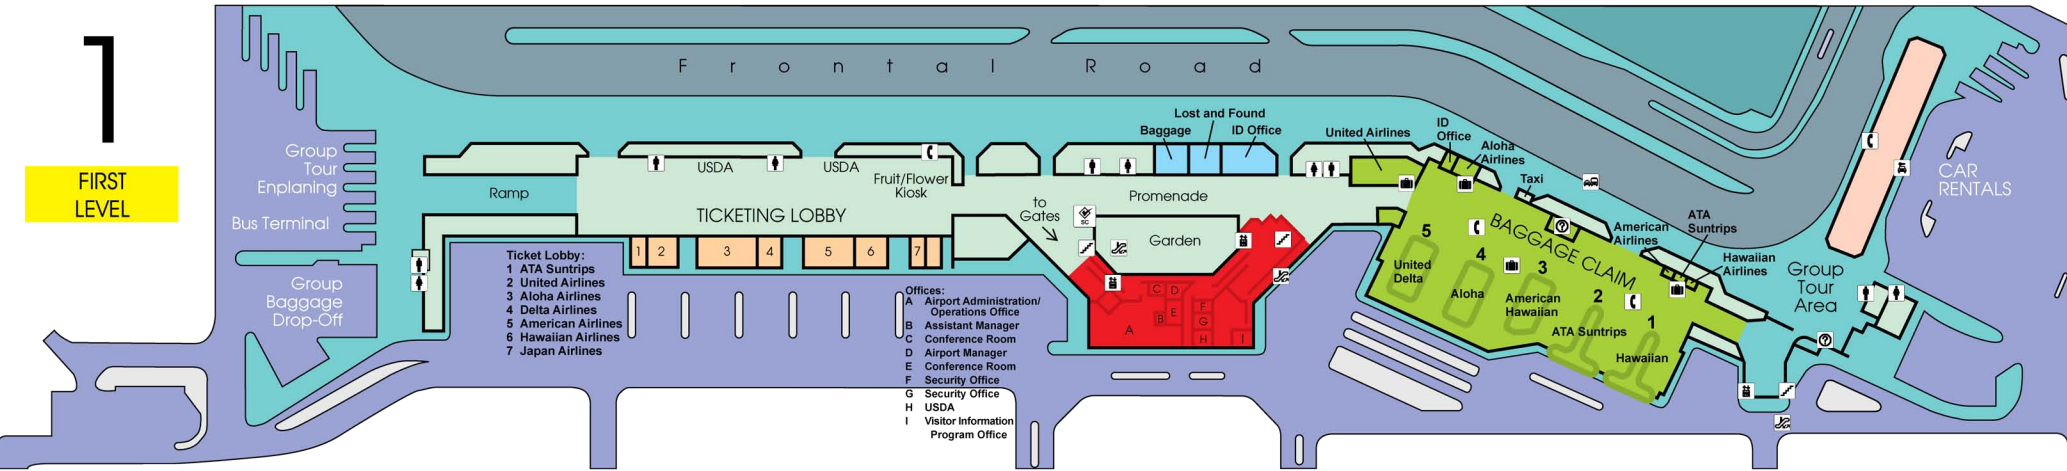 1
FIRST
LEVEL
Frontal Road
Group
Tour
Enplaning
Bus Terminal
Group
Baggage
Drop-Off
Ramp
USDA
USDA
Fruit/Flower
Kiosk
TICKETING LOBBY
1
2
3
4
5
6
7
Ticket Lobby:
1 ATA Suntrips
2 United Airlines
3 Aloha Airlines
4 Delta Airlines
5 American Airlines
6 Hawaiian Airlines
7 Japan Airlines
to
Gates
SC
Promenade
Garden
Baggage
Lost and Found
ID Office
A
B
C
D
E
F
G
H
I
Offices:
A Airport Administration/
Operations Office
B Assistant Manager
C Conference Room
D Airport Manager
E Conference Room
F Security Office
G Security Office
H USDA
I Visitor Information
Program Office
United Airlines
ID
Office
Aloha
Airlines
Taxi
BAGGAGE CLAIM
American
Airlines
ATA
Suntrips
Hawaiian
Airlines
5
United
Delta
4
Aloha
3
American
Hawaiian
2
ATA Suntrips
1
Hawaiian
Group
Tour
Area
CAR
RENTALS